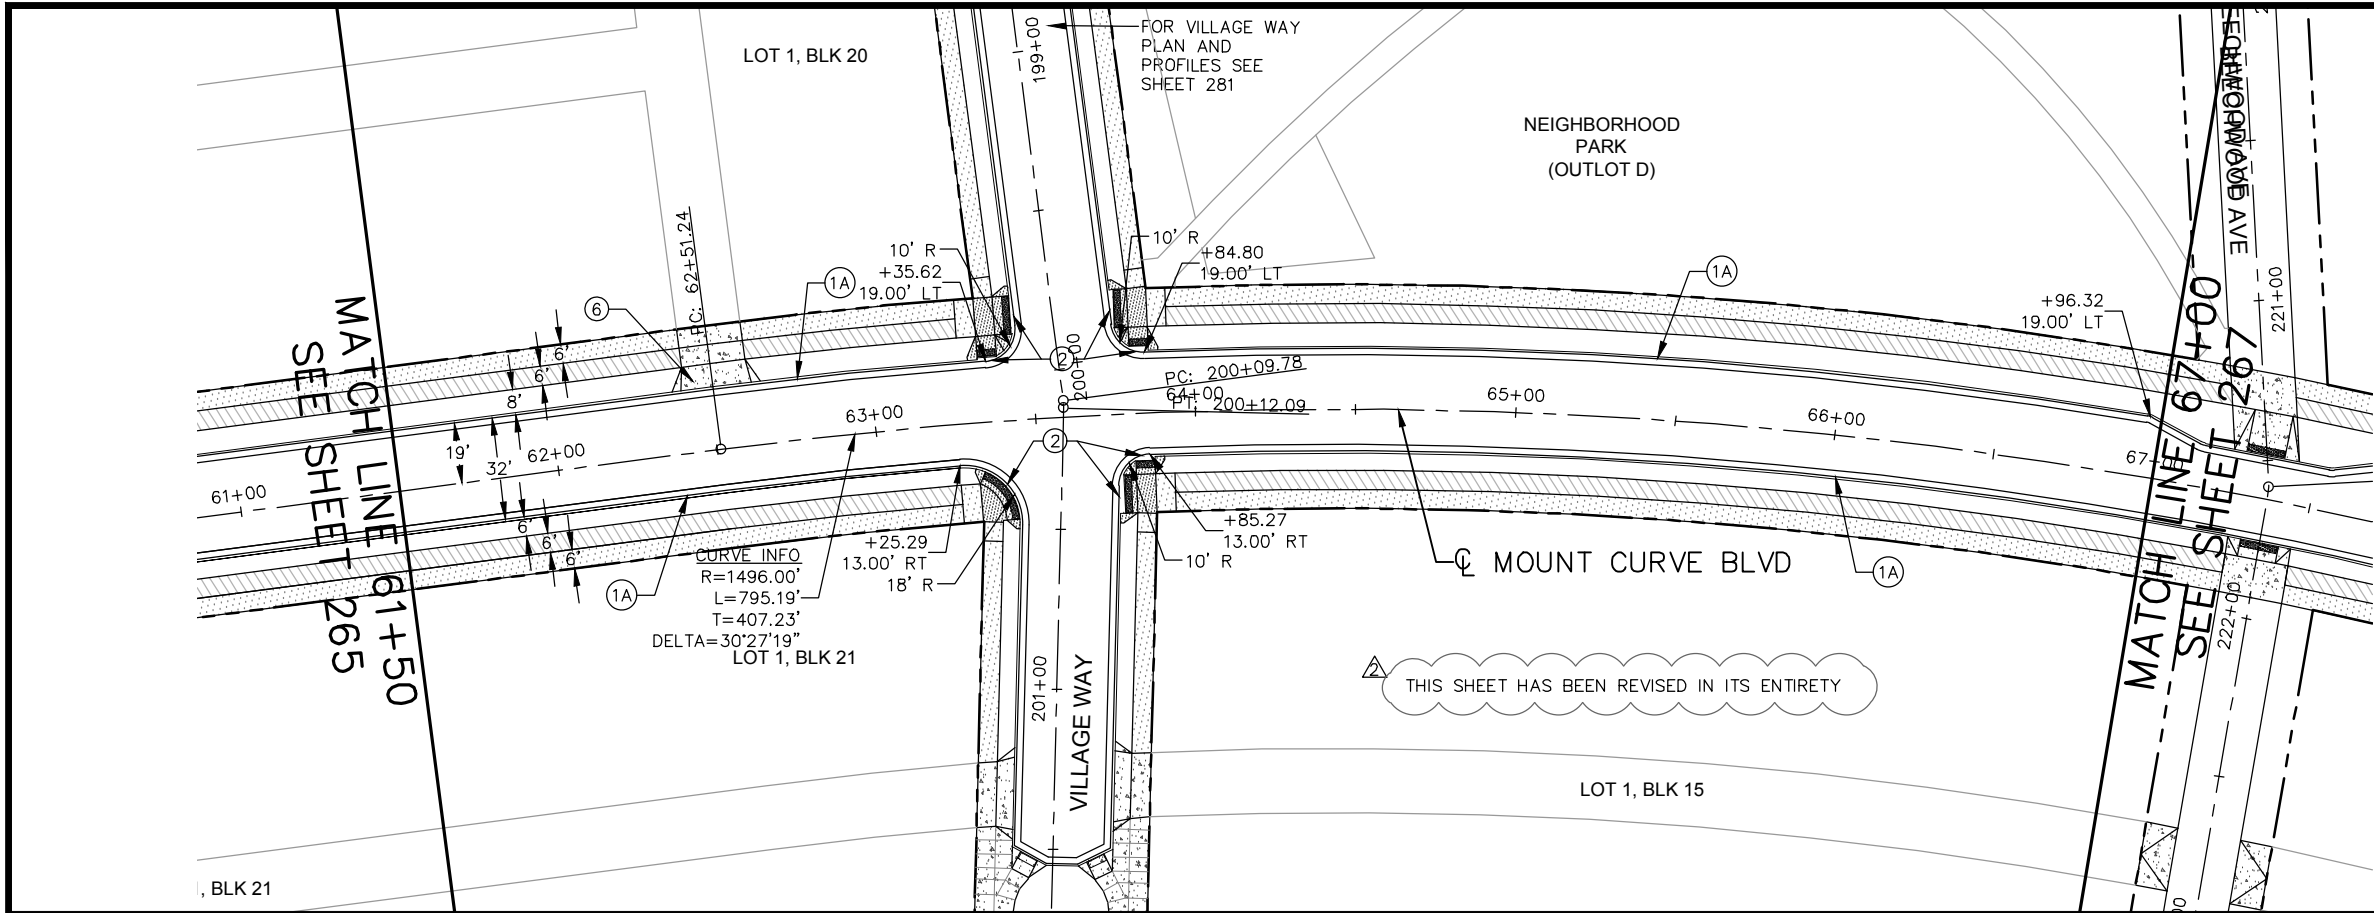 LOT 1, BLK 20
199+00
FOR VILLAGE WAY
PLAN AND
PROFILES SEE
SHEET 281
NEIGHBORHOOD
PARK
(OUTLOT D)
BEECHWOOD AVE
221+00
PC: 62+51.24
6
1A
10' R
+35.62
19.00' LT
10' R
+84.80
19.00' LT
1A
+96.32
19.00' LT
MATCH LINE 61+50
SEE SHEET 265
6'
6'
8'
19'
32'
6'
6'
6'
61+00
62+00
63+00
2
200+00
PC: 200+09.78
64+00
PT: 200+12.09
65+00
66+00
67+00
MATCH LINE 67+00
SEE SHEET 267
2
1A
CURVE INFO
R=1496.00'
L=795.19'
T=407.23'
DELTA=30°27'19"
LOT 1, BLK 21
+25.29
13.00' RT
18' R
+85.27
13.00' RT
10' R
℄ MOUNT CURVE BLVD
1A
222+00
201+00
VILLAGE WAY
2
THIS SHEET HAS BEEN REVISED IN ITS ENTIRETY
LOT 1, BLK 15
, BLK 21